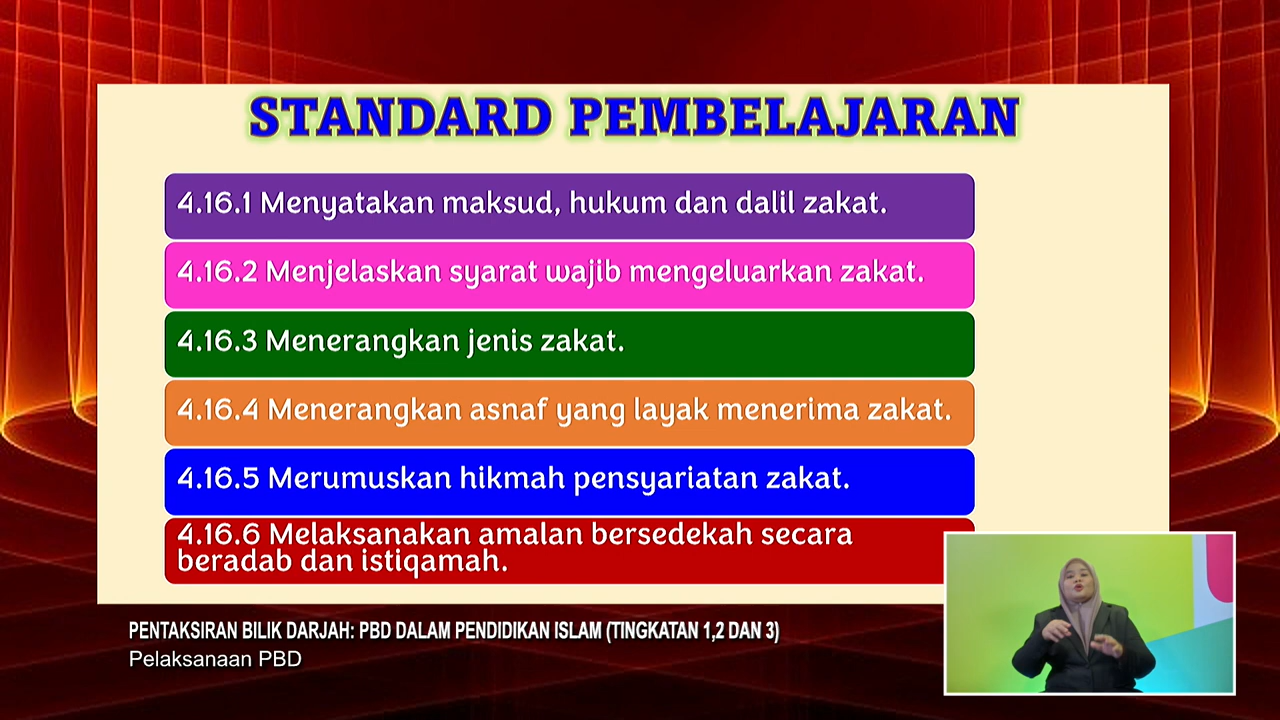 STANDARD PEMBELAJARAN
4.16.1 Menyatakan maksud, hukum dan dalil zakat.
4.16.2 Menjelaskan syarat wajib mengeluarkan zakat.
4.16.3 Menerangkan jenis zakat.
4.16.4 Menerangkan asnaf yang layak menerima zakat.
4.16.5 Merumuskan hikmah pensyariatan zakat.
4.16.6 Melaksanakan amalan bersedekah secara
beradab dan istiqamah.
PENTAKSIRAN BILIK DARJAH: PBD DALAM PENDIDIKAN ISLAM (TINGKATAN 1,2 DAN 3)
Pelaksanaan PBD